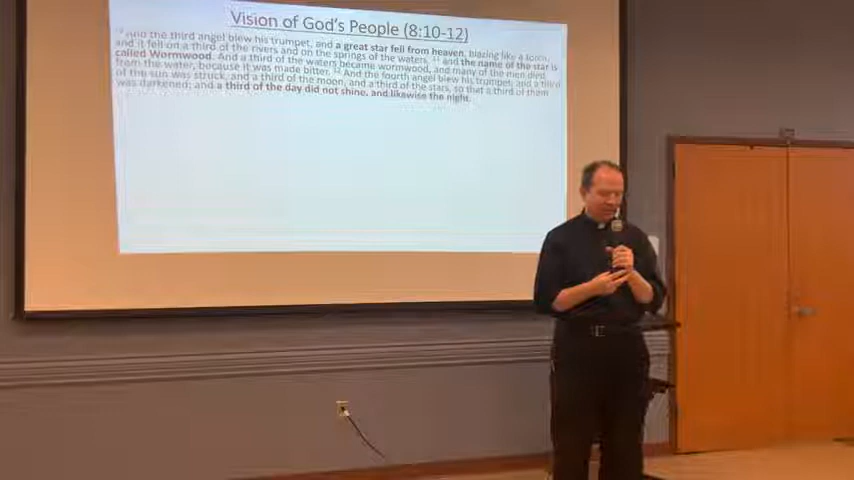 Vision of God's People (8:10-12)
10 And the third angel blew his trumpet, and a great star fell from heaven, blazing like a torch,
and it fell on a third of the rivers and on the springs of the waters. 11 and the name of the star is
called Wormwood. And a third of the waters became wormwood, and many of the men died
from the water, because it was made bitter. 12 And the fourth angel blew his trumpet, and a third
of the sun was struck, and a third of the moon, and a third of the stars, so that a third of them
was darkened; and a third of the day did not shine, and likewise the night.